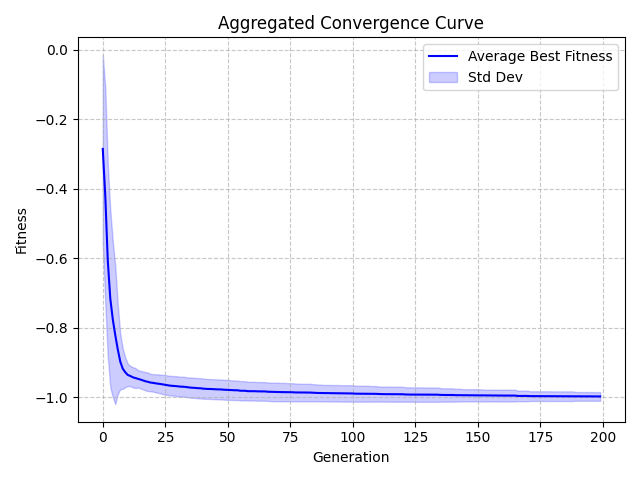 Aggregated Convergence Curve
Average Best Fitness
Std Dev
Fitness
0.0
−0.2
−0.4
−0.6
−0.8
−1.0
0 25 50 75 100 125 150 175 200
Generation